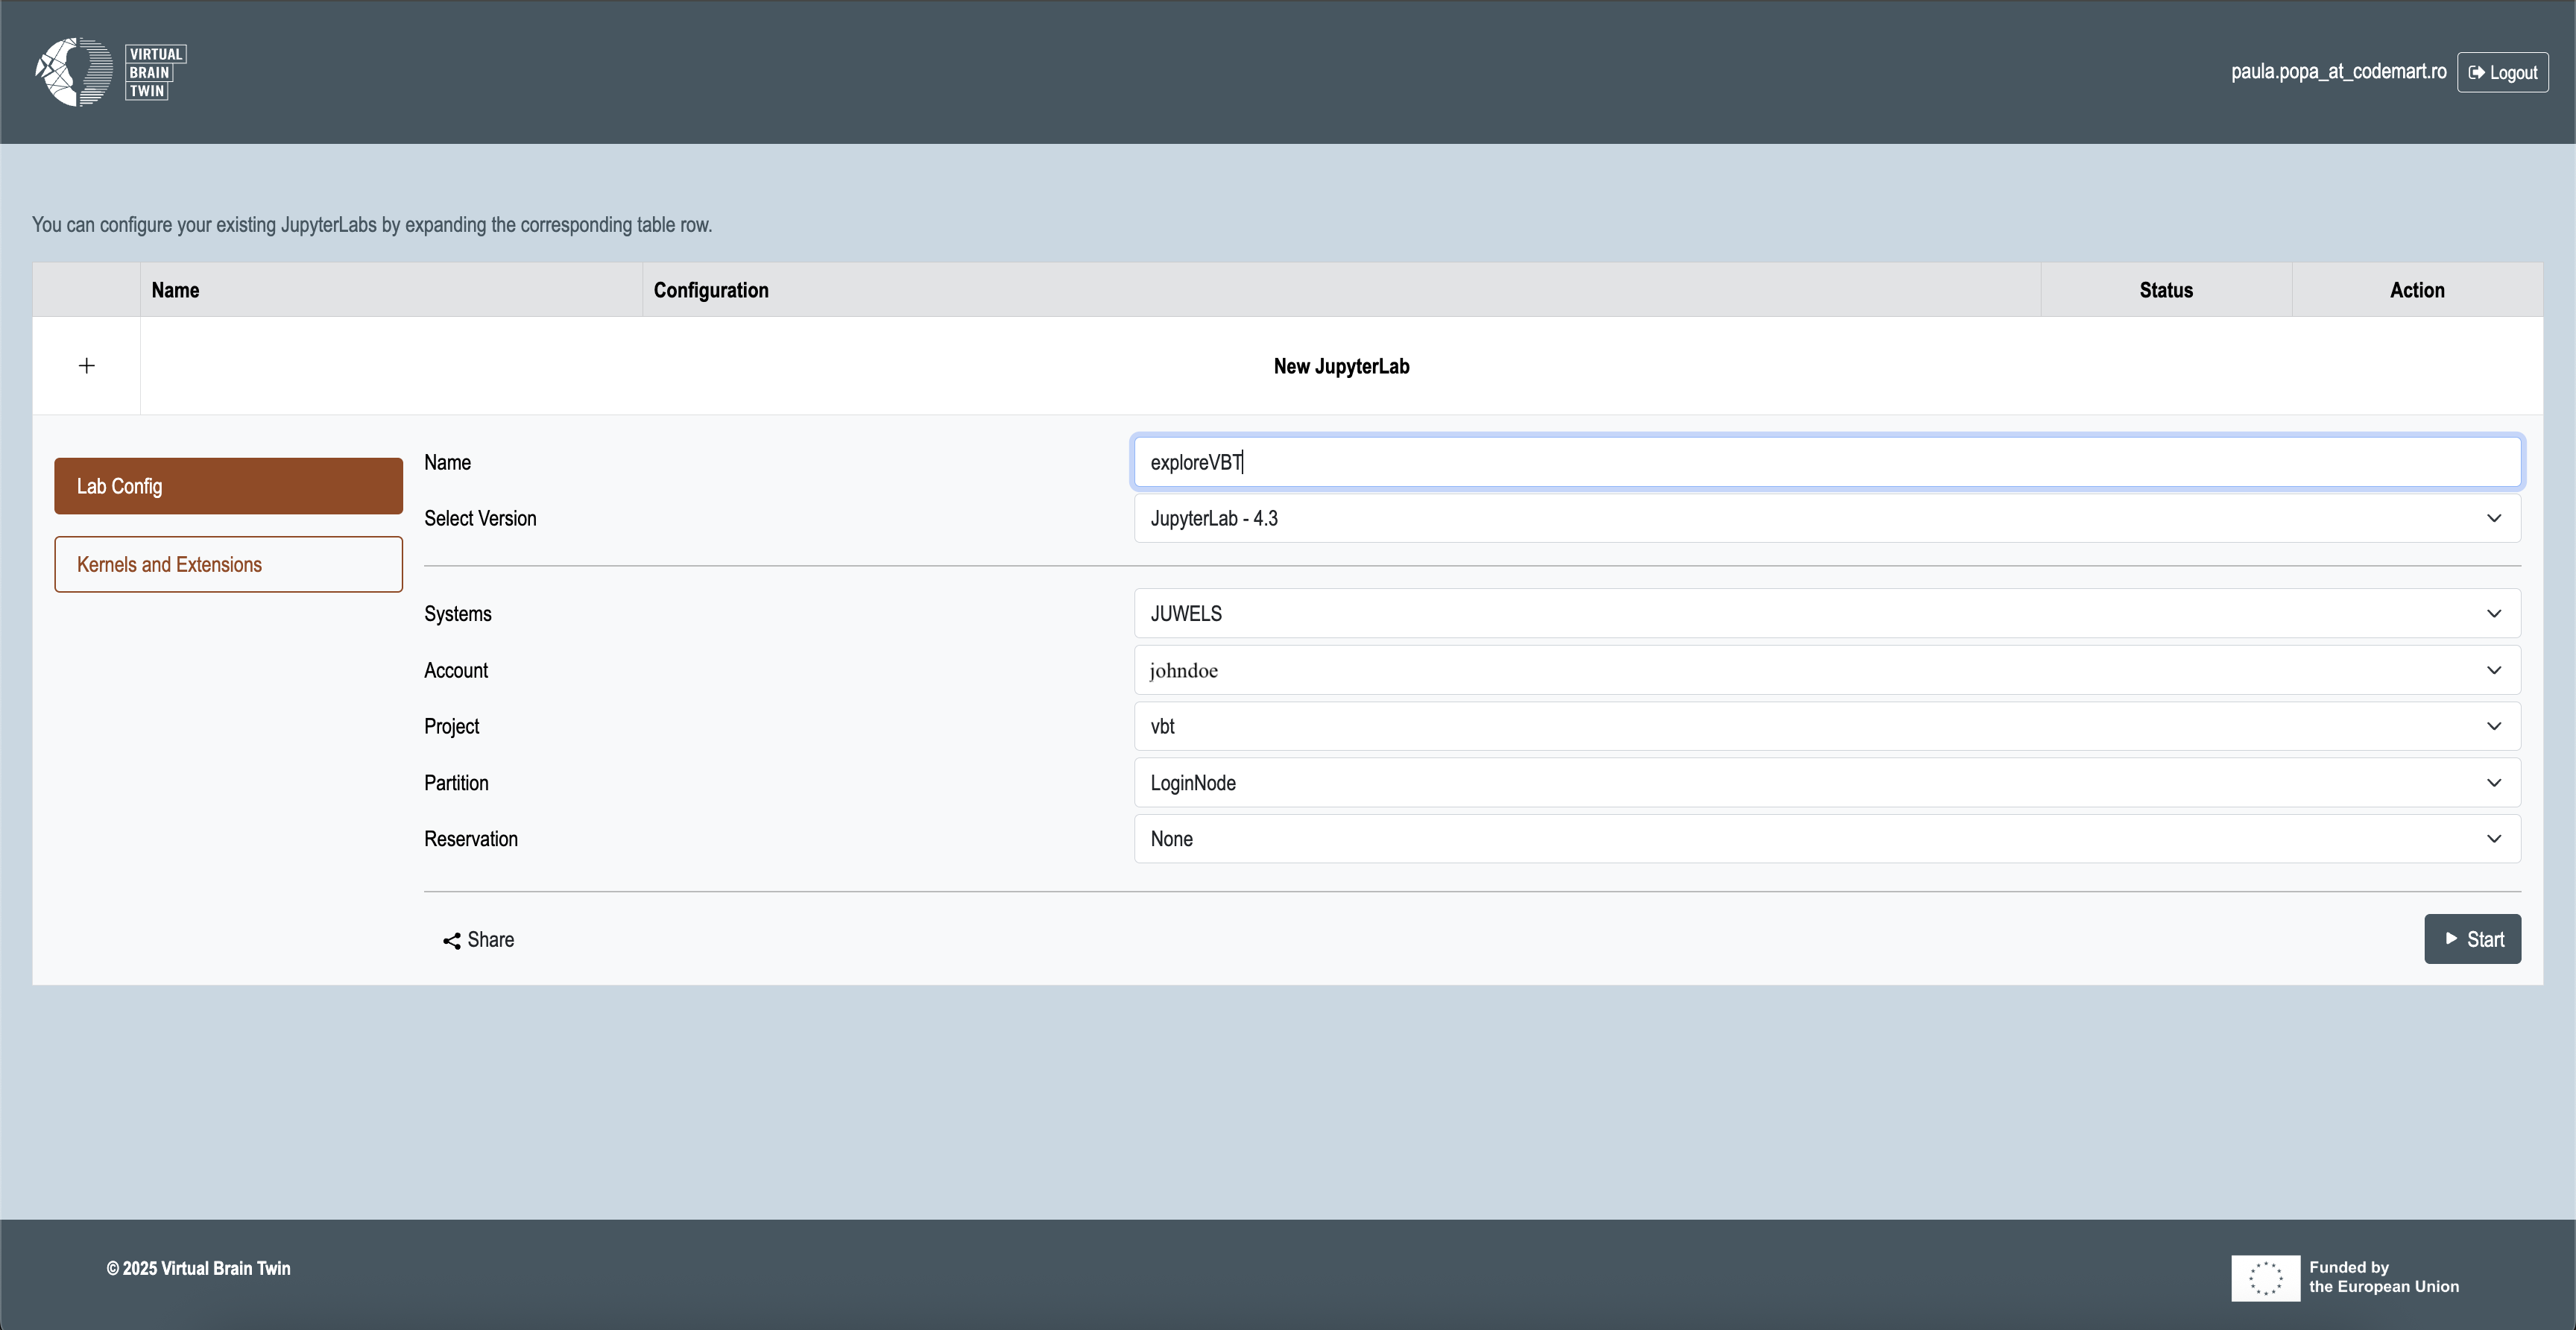 VIRTUAL
BRAIN
TWIN
paula.popa_at_codemart.ro
Logout
You can configure your existing JupyterLabs by expanding the corresponding table row.
Name Configuration Status Action
New JupyterLab
Lab Config
Kernels and Extensions
Name exploreVBT
Select Version JupyterLab - 4.3
Systems JUWELS
Account johndoe
Project vbt
Partition LoginNode
Reservation None
Share
Start
© 2025 Virtual Brain Twin
Funded by
the European Union